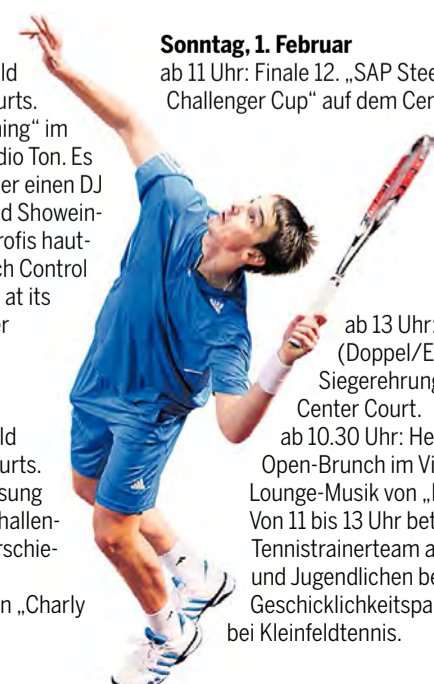 ld
urts.
ning“ im
dio Ton. Es
er einen DJ
d Showein-
rofis haut-
ch Control
at its
er
ld
urts.
sung
hallen-
rschie-
n „Charly
Sonntag, 1. Februar
ab 11 Uhr: Finale 12. „SAP Stee
Challenger Cup“ auf dem Cen
ab 13 Uhr:
(Doppel/E
Siegerehrung
Center Court.
ab 10.30 Uhr: He
Open-Brunch im Vi
Lounge-Musik von „
Von 11 bis 13 Uhr bet
Tennistrainerteam a
und Jugendlichen be
Geschicklichkeitspa
bei Kleinfeldtennis.